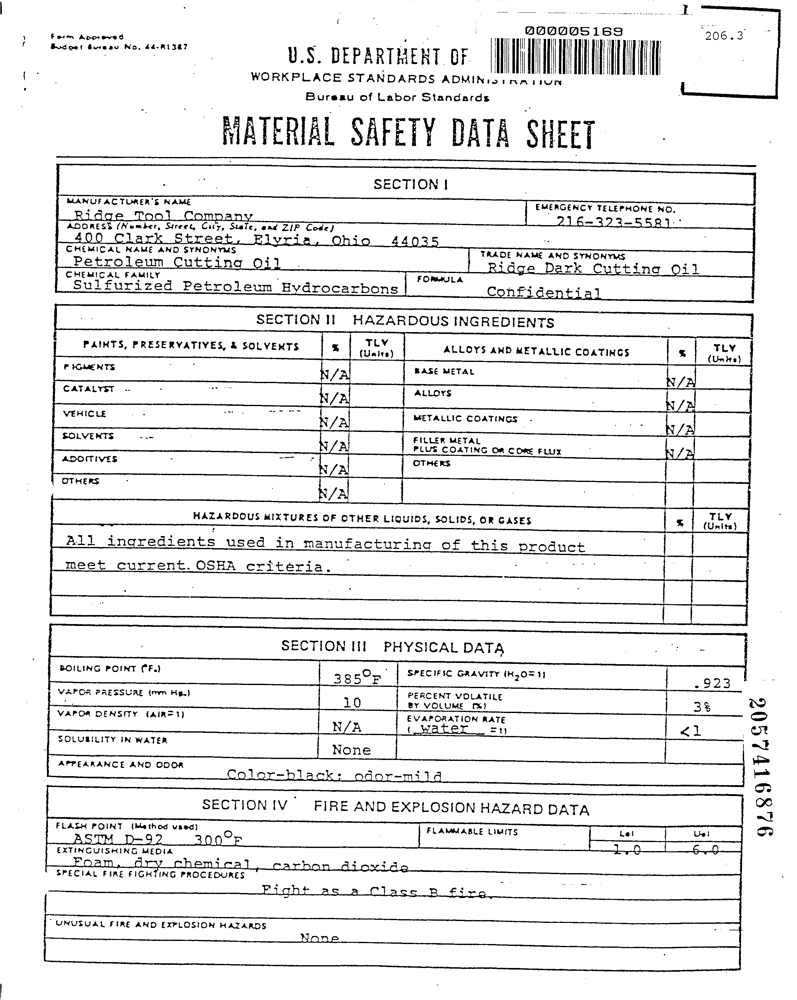 Form Approved
Budget Bureau No. 44-R1387
000005169
206.3
U.S. DEPARTMENT OF
WORKPLACE STANDARDS ADMINISTRATION
Bureau of Labor Standards
MATERIAL SAFETY DATA SHEET
SECTION I
MANUFACTURER'S NAME
Ridge Tool Company
EMERGENCY TELEPHONE NO.
216-323-5581
ADDRESS (Number, Street, City, State, and ZIP Code)
400 Clark Street, Elyria, Ohio 44035
CHEMICAL NAME AND SYNONYMS
Petroleum Cutting Oil
TRADE NAME AND SYNONYMS
Ridge Dark Cutting Oil
CHEMICAL FAMILY
Sulfurized Petroleum Hydrocarbons
FORMULA
Confidential
SECTION II HAZARDOUS INGREDIENTS
PAINTS, PRESERVATIVES, & SOLVENTS % TLV (Units) ALLOYS AND METALLIC COATINGS % TLV (Units)
PIGMENTS N/A BASE METAL N/A
CATALYST N/A ALLOYS N/A
VEHICLE N/A METALLIC COATINGS N/A
SOLVENTS N/A FILLER METAL PLUS COATING OR CORE FLUX N/A
ADDITIVES N/A OTHERS
OTHERS N/A
HAZARDOUS MIXTURES OF OTHER LIQUIDS, SOLIDS, OR GASES % TLV (Units)
All ingredients used in manufacturing of this product
meet current OSHA criteria.
SECTION III PHYSICAL DATA
BOILING POINT (°F.) 385°F SPECIFIC GRAVITY (H2O=1) .923
VAPOR PRESSURE (mm Hg.) 10 PERCENT VOLATILE BY VOLUME (%) 3%
VAPOR DENSITY (AIR=1) N/A EVAPORATION RATE (water =1) <1
SOLUBILITY IN WATER None
APPEARANCE AND ODOR
Color-black; odor-mild
SECTION IV FIRE AND EXPLOSION HAZARD DATA
FLASH POINT (Method used)
ASTM D-92 300°F
FLAMMABLE LIMITS Lel Uel
1.0 6.0
EXTINGUISHING MEDIA
Foam, dry chemical, carbon dioxide
SPECIAL FIRE FIGHTING PROCEDURES
Fight as a Class B fire.
UNUSUAL FIRE AND EXPLOSION HAZARDS
None
2057416876